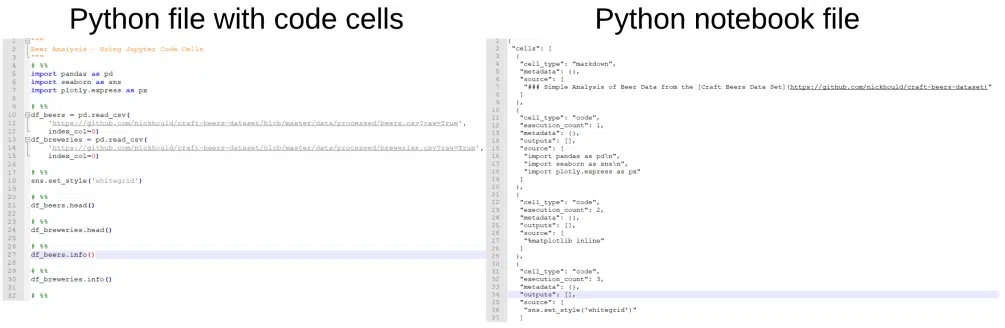 Python file with code cells
1 """
2 Beer Analysis - Using Jupyter Code Cells
3 """
4 # %%
5 import pandas as pd
6 import seaborn as sns
7 import plotly.express as px
8
9 # %%
10 df_beers = pd.read_csv(
11 'https://github.com/nickhould/craft-beers-dataset/blob/master/data/processed/beers.csv?raw=True',
12 index_col=0)
13 df_breweries = pd.read_csv(
14 'https://github.com/nickhould/craft-beers-dataset/blob/master/data/processed/breweries.csv?raw=True',
15 index_col=0)
16
17 # %%
18 sns.set_style('whitegrid')
19
20 # %%
21 df_beers.head()
22
23 # %%
24 df_breweries.head()
25
26 # %%
27 df_beers.info()
28
29 # %%
30 df_breweries.info()
31
32 # %%
Python notebook file
1 {
2 "cells": [
3 {
4 "cell_type": "markdown",
5 "metadata": {},
6 "source": [
7 "### Simple Analysis of Beer Data from the [Craft Beers Data Set](https://github.com/nickhould/craft-beers-dataset)"
8 ]
9 },
10 {
11 "cell_type": "code",
12 "execution_count": 1,
13 "metadata": {},
14 "outputs": [],
15 "source": [
16 "import pandas as pd\n",
17 "import seaborn as sns\n",
18 "import plotly.express as px"
19 ]
20 },
21 {
22 "cell_type": "code",
23 "execution_count": 2,
24 "metadata": {},
25 "outputs": [],
26 "source": [
27 "%matplotlib inline"
28 ]
29 },
30 {
31 "cell_type": "code",
32 "execution_count": 3,
33 "metadata": {},
34 "outputs": [],
35 "source": [
36 "sns.set_style('whitegrid')"
37 ]